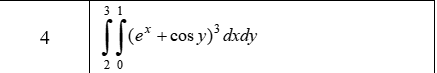 4 ∫₂³ ∫₀¹ (eˣ + cos y)³ dxdy